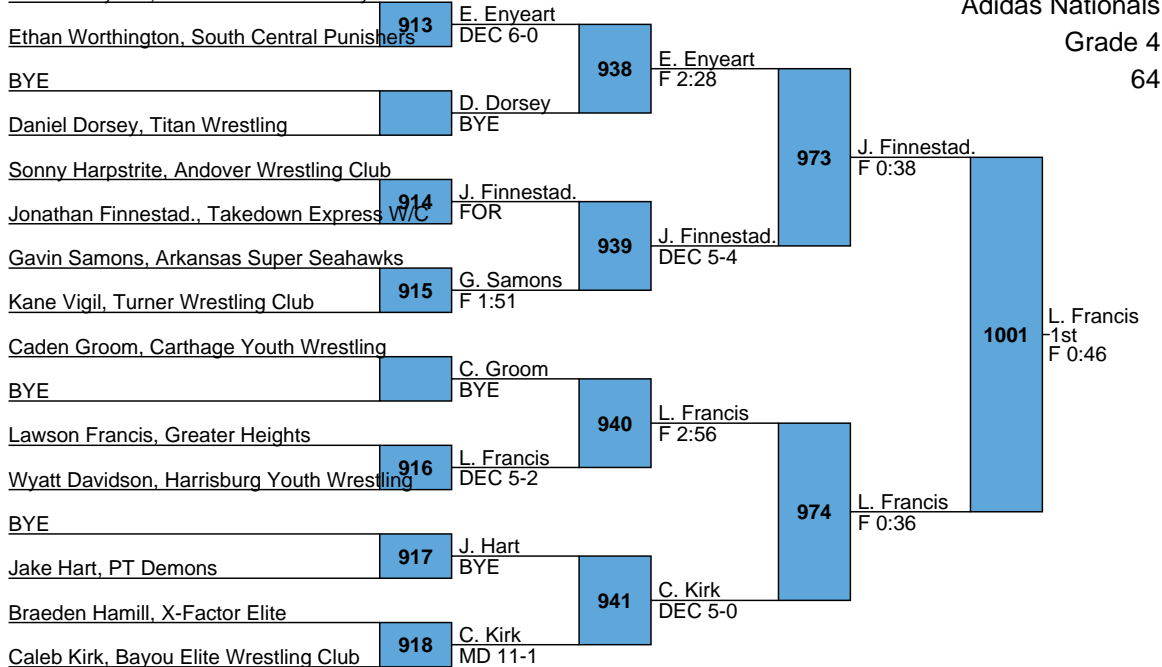 Adidas Nationals
Grade 4
64
Ethan Worthington, South Central Punishers
BYE
Daniel Dorsey, Titan Wrestling
Sonny Harpstrite, Andover Wrestling Club
Jonathan Finnestad., Takedown Express W/C
Gavin Samons, Arkansas Super Seahawks
Kane Vigil, Turner Wrestling Club
Caden Groom, Carthage Youth Wrestling
BYE
Lawson Francis, Greater Heights
Wyatt Davidson, Harrisburg Youth Wrestling
BYE
Jake Hart, PT Demons
Braeden Hamill, X-Factor Elite
Caleb Kirk, Bayou Elite Wrestling Club
913
914
915
916
917
918
E. Enyeart
DEC 6-0
D. Dorsey
BYE
J. Finnestad.
FOR
G. Samons
F 1:51
C. Groom
BYE
L. Francis
DEC 5-2
J. Hart
BYE
C. Kirk
MD 11-1
938
939
940
941
E. Enyeart
F 2:28
J. Finnestad.
DEC 5-4
L. Francis
F 2:56
C. Kirk
DEC 5-0
973
974
J. Finnestad.
F 0:38
L. Francis
F 0:36
1001
L. Francis
1st
F 0:46